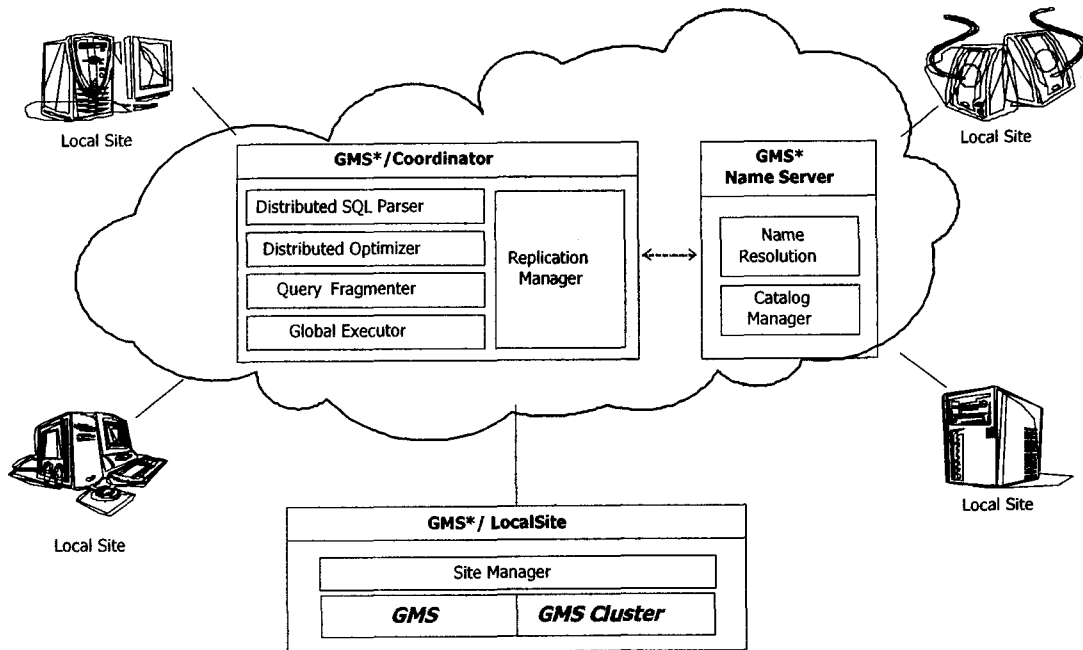 Local Site
Local Site
GMS*/Coordinator
Distributed SQL Parser
Distributed Optimizer
Query Fragmenter
Global Executor
Replication
Manager
GMS*
Name Server
Name
Resolution
Catalog
Manager
Local Site
Local Site
GMS*/ LocalSite
Site Manager
GMS
GMS Cluster